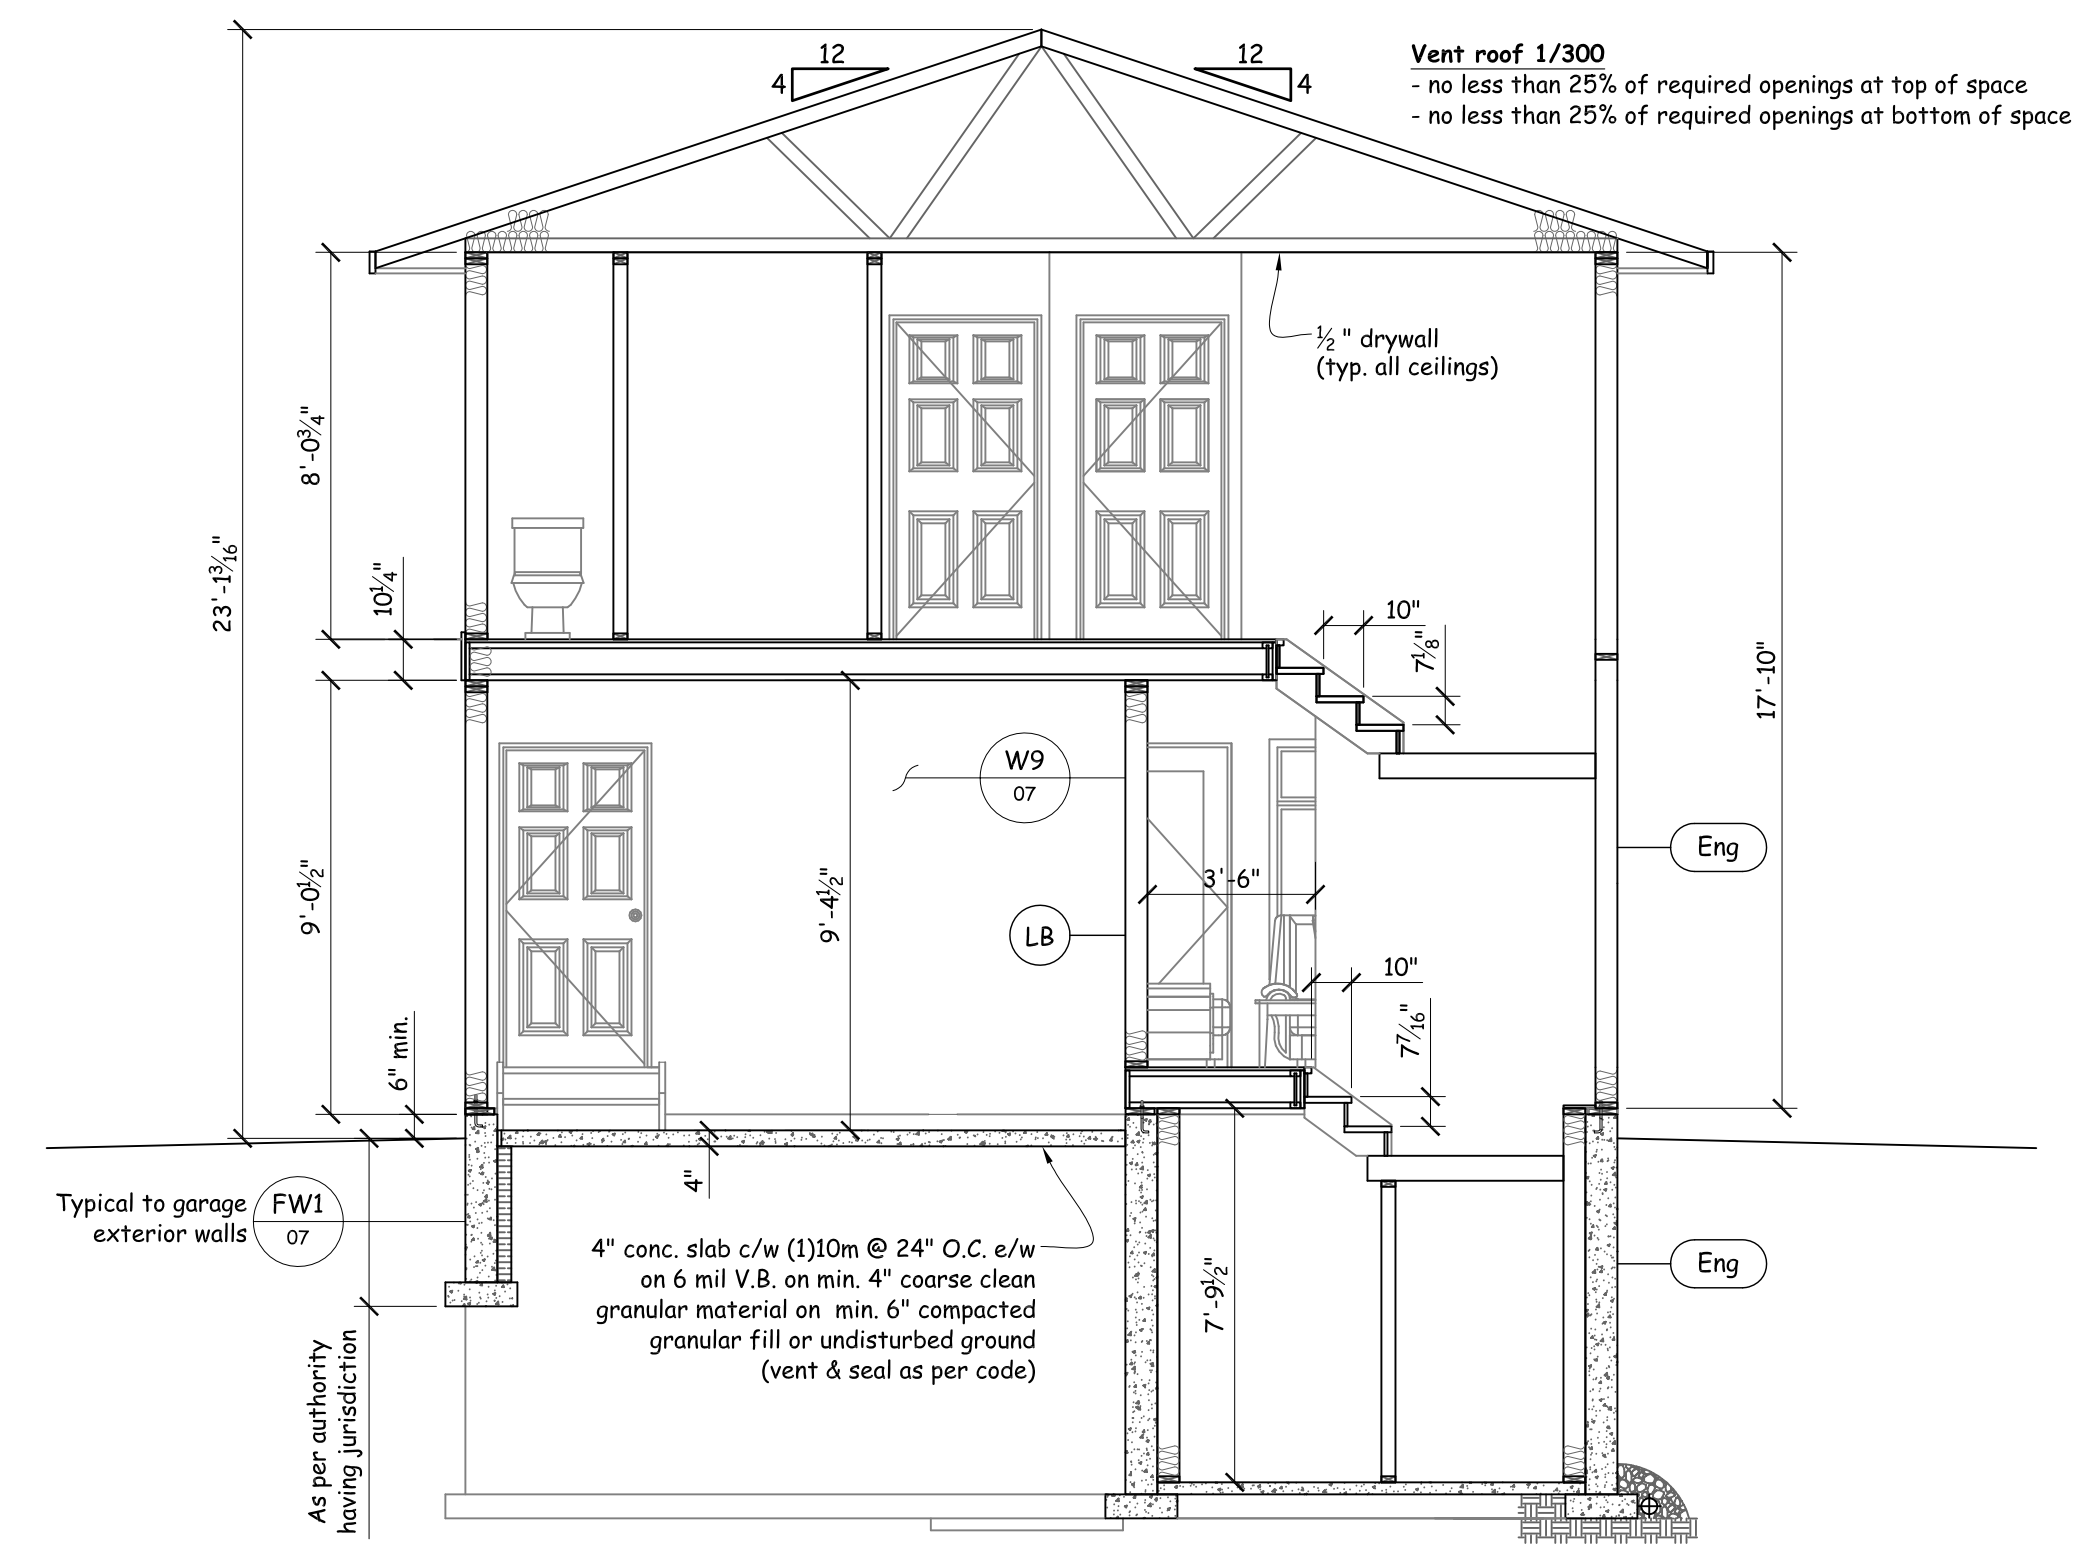 12
4
12
4
Vent roof 1/300
- no less than 25% of required openings at top of space
- no less than 25% of required openings at bottom of space
½" drywall
(typ. all ceilings)
8'-0¾"
23'-1 3/16"
10¼"
10"
7⅛"
17'-10"
W9
07
Eng
3'-6"
9'-0½"
9'-4½"
LB
10"
7 7/16"
6" min.
4"
Typical to garage
exterior walls
FW1
07
4" conc. slab c/w (1)10m @ 24" O.C. e/w
on 6 mil V.B. on min. 4" coarse clean
granular material on min. 6" compacted
granular fill or undisturbed ground
(vent & seal as per code)
7'-9½"
Eng
As per authority
having jurisdiction